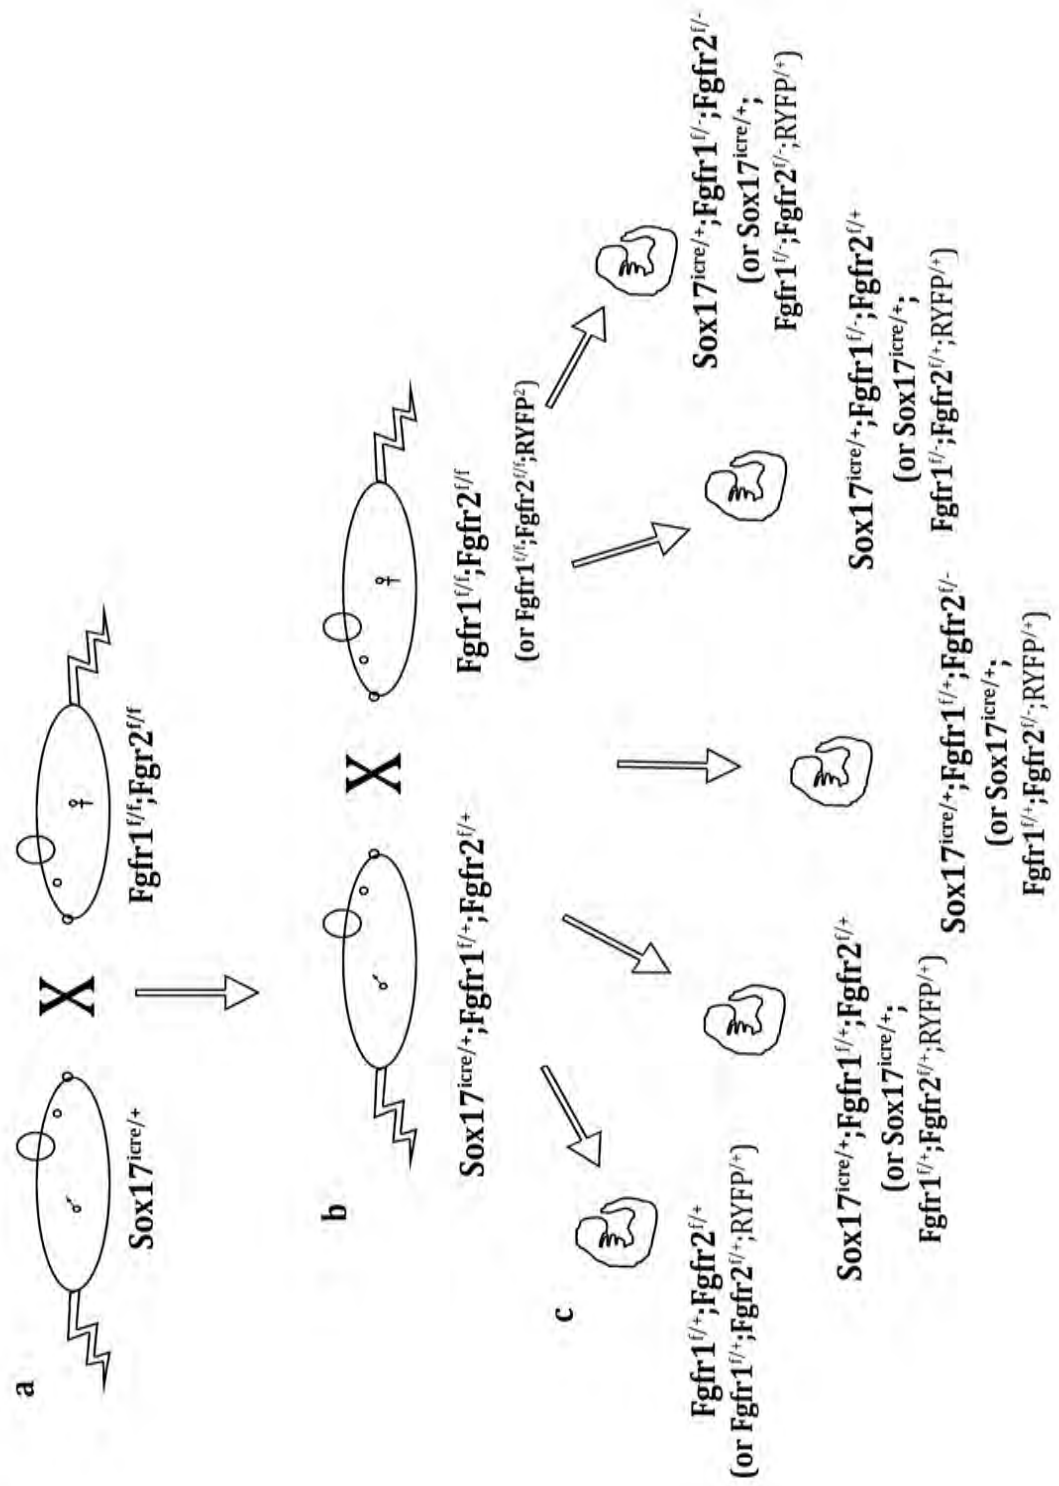 a
Sox17icre/+
X
Fgfr1f/f;Fgr2f/f
b
Sox17icre/+;Fgfr1f/+;Fgfr2f/+
X
Fgfr1f/f;Fgfr2f/f
(or Fgfr1f/f;Fgfr2f/f;RYFP2)
c
Fgfr1f/+;Fgfr2f/+
(or Fgfr1f/+;Fgfr2f/+;RYFP/+)
Sox17icre/+;Fgfr1f/+;Fgfr2f/+
(or Sox17icre/+;
Fgfr1f/+;Fgfr2f/+;RYFP/+)
Sox17icre/+;Fgfr1f/+;Fgfr2f/-
(or Sox17icre/+;
Fgfr1f/+;Fgfr2f/-;RYFP/+)
Sox17icre/+;Fgfr1f/-;Fgfr2f/+
(or Sox17icre/+;
Fgfr1f/-;Fgfr2f/+;RYFP/+)
Sox17icre/+;Fgfr1f/-;Fgfr2f/-
(or Sox17icre/+;
Fgfr1f/-;Fgfr2f/-;RYFP/+)